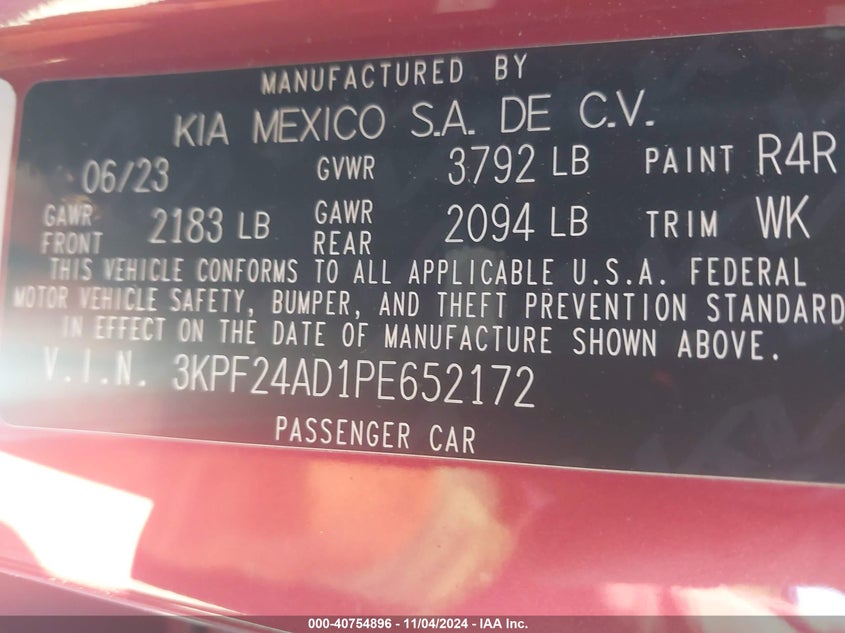 MANUFACTURED BY
KIA MEXICO S.A. DE C.V.
06/23 GVWR 3792 LB PAINT R4R
GAWR FRONT 2183 LB GAWR REAR 2094 LB TRIM WK
THIS VEHICLE CONFORMS TO ALL APPLICABLE U.S.A. FEDERAL
MOTOR VEHICLE SAFETY, BUMPER, AND THEFT PREVENTION STANDARD
IN EFFECT ON THE DATE OF MANUFACTURE SHOWN ABOVE.
V.I.N. 3KPF24AD1PE652172
PASSENGER CAR
000-40754896 - 11/04/2024 - IAA Inc.